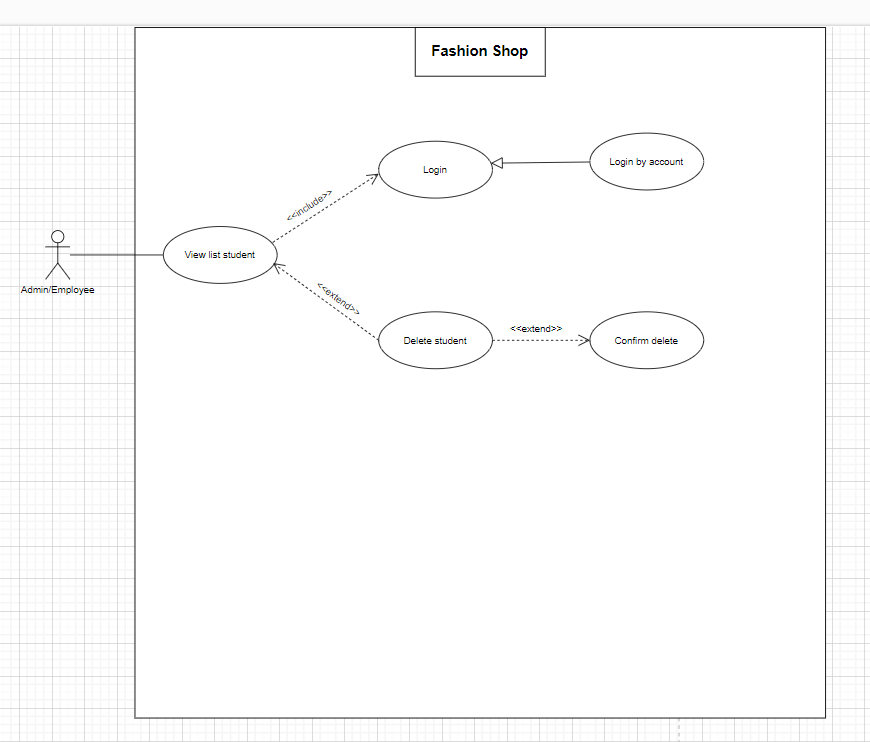 Fashion Shop
Login
Login by account
<<include>>
View list student
Admin/Employee
<<extend>>
Delete student
<<extend>>
Confirm delete